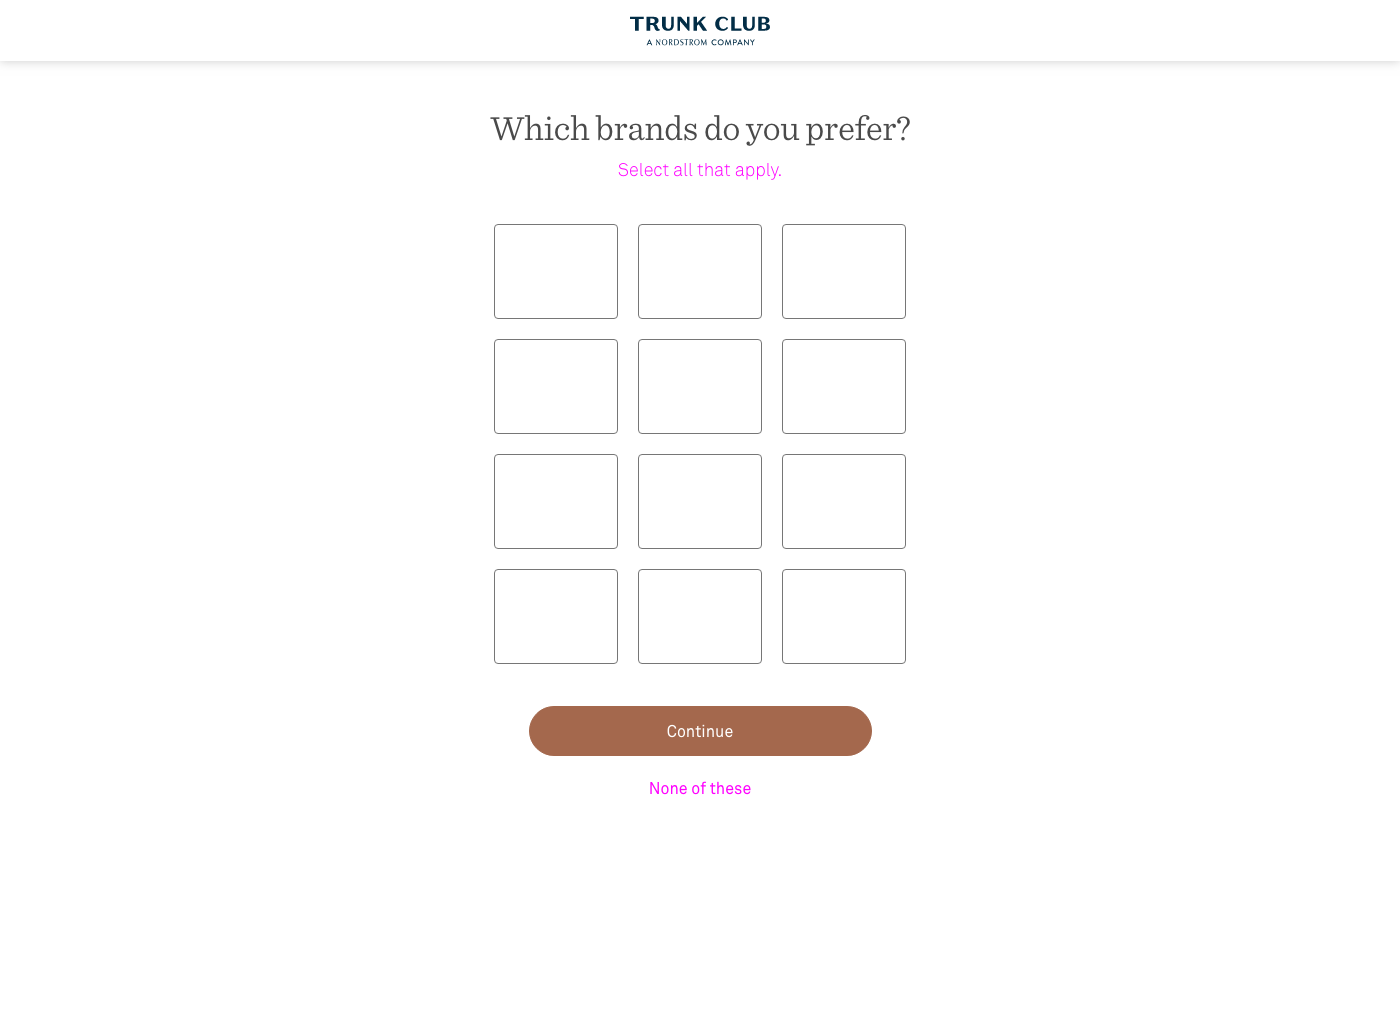 TRUNK CLUB
A NORDSTROM COMPANY
Which brands do you prefer?
Select all that apply.
Continue
None of these